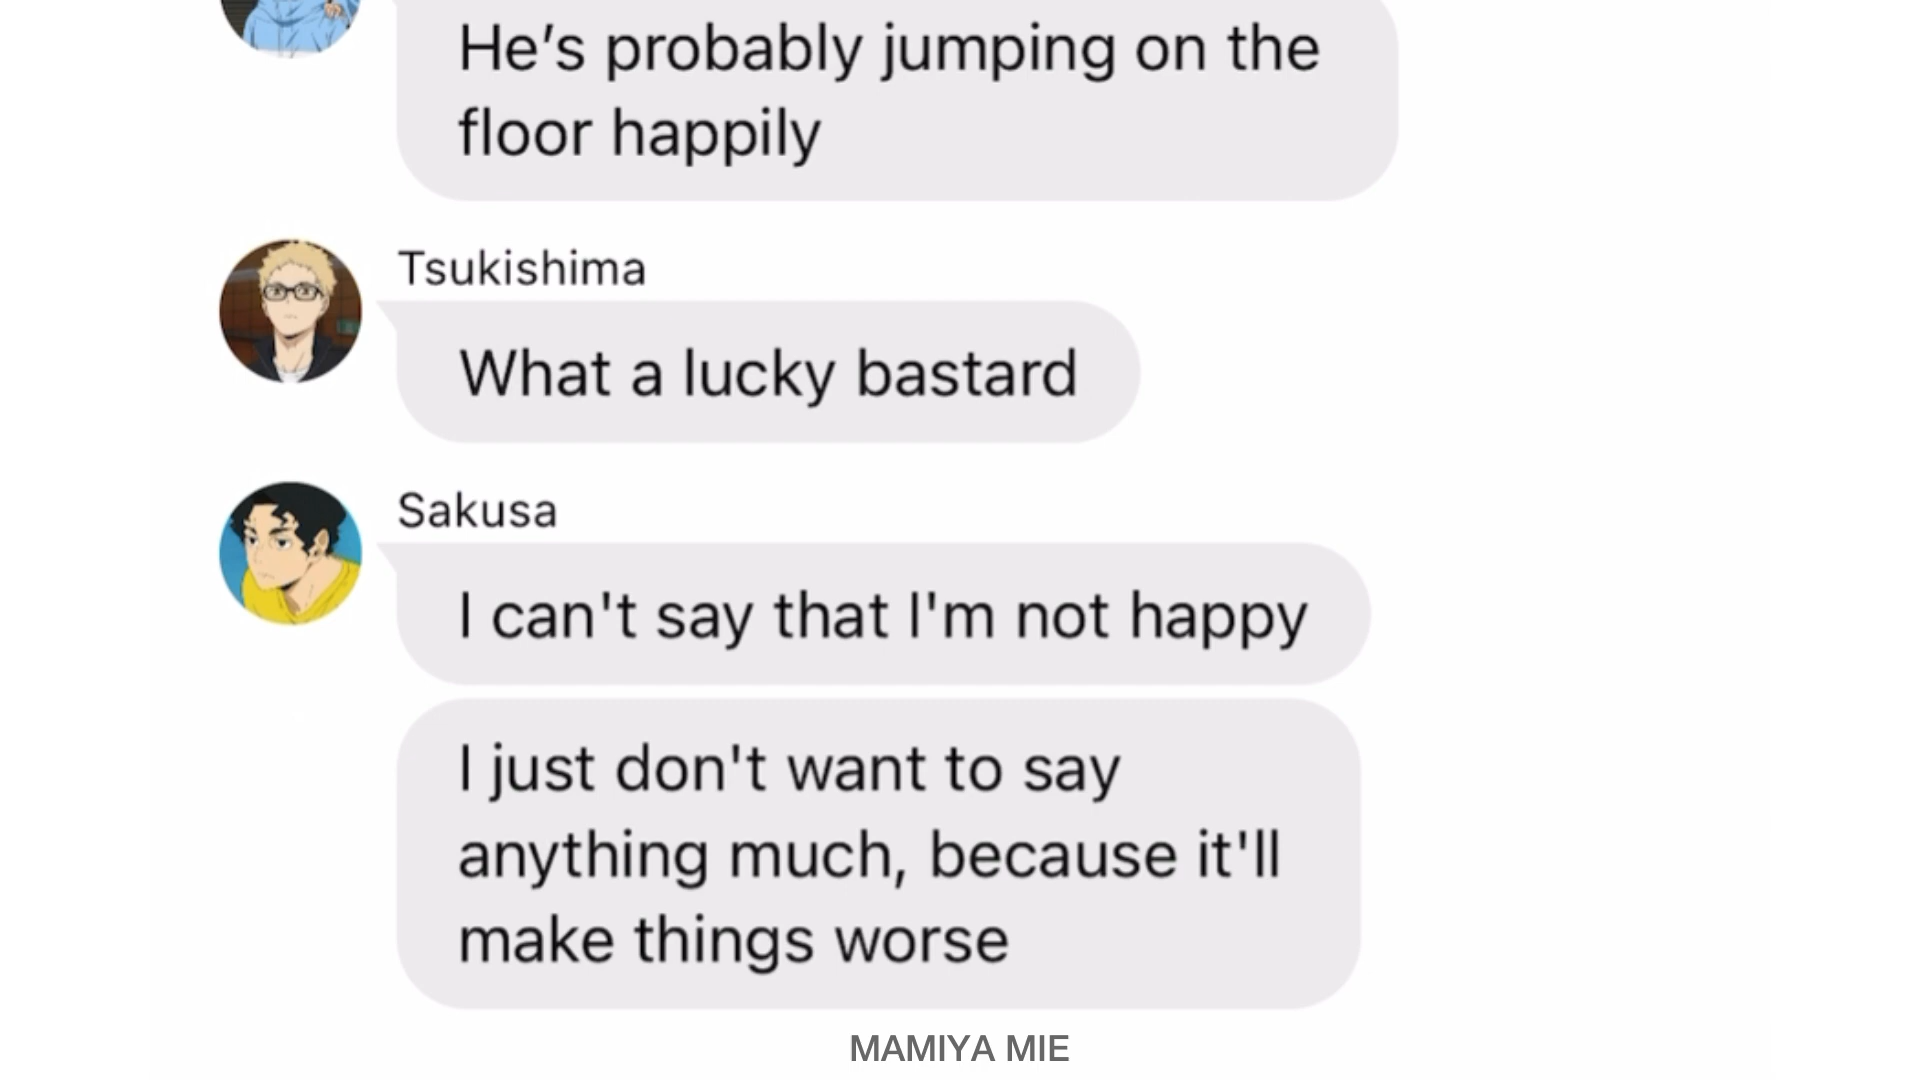 He’s probably jumping on the
floor happily
Tsukishima
What a lucky bastard
Sakusa
I can't say that I'm not happy
I just don't want to say
anything much, because it'll
make things worse
MAMIYA MIE